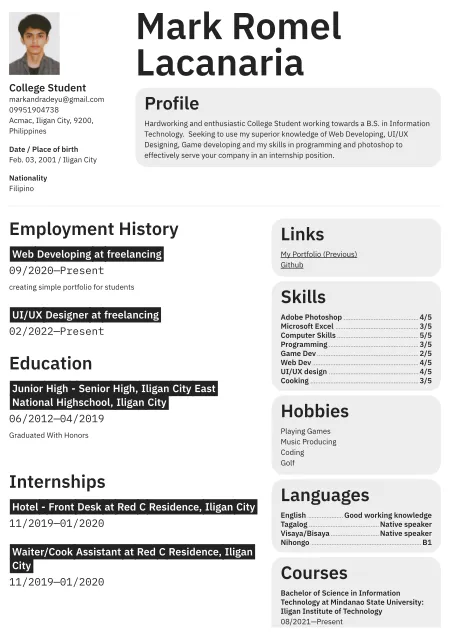 Mark Romel
Lacanaria
College Student
markandradeyu@gmail.com
09951904738
Acmac, Iligan City, 9200,
Philippines
Date / Place of birth
Feb. 03, 2001 / Iligan City
Nationality
Filipino
Profile
Hardworking and enthusiastic College Student working towards a B.S. in Information
Technology.  Seeking to use my superior knowledge of Web Developing, UI/UX
Designing, Game developing and my skills in programming and photoshop to
effectively serve your company in an internship position.
Employment History
Web Developing at freelancing
09/2020—Present
creating simple portfolio for students
UI/UX Designer at freelancing
02/2022—Present
Education
Junior High - Senior High, Iligan City East
National Highschool, Iligan City
06/2012—04/2019
Graduated With Honors
Internships
Hotel - Front Desk at Red C Residence, Iligan City
11/2019—01/2020
Waiter/Cook Assistant at Red C Residence, Iligan
City
11/2019—01/2020
Links
My Portfolio (Previous)
Github
Skills
Adobe Photoshop 4/5
Microsoft Excel 3/5
Computer Skills 5/5
Programming 3/5
Game Dev 2/5
Web Dev 4/5
UI/UX design 4/5
Cooking 3/5
Hobbies
Playing Games
Music Producing
Coding
Golf
Languages
English Good working knowledge
Tagalog Native speaker
Visaya/Bisaya Native speaker
Nihongo B1
Courses
Bachelor of Science in Information
Technology at Mindanao State University:
Iligan Institute of Technology
08/2021—Present